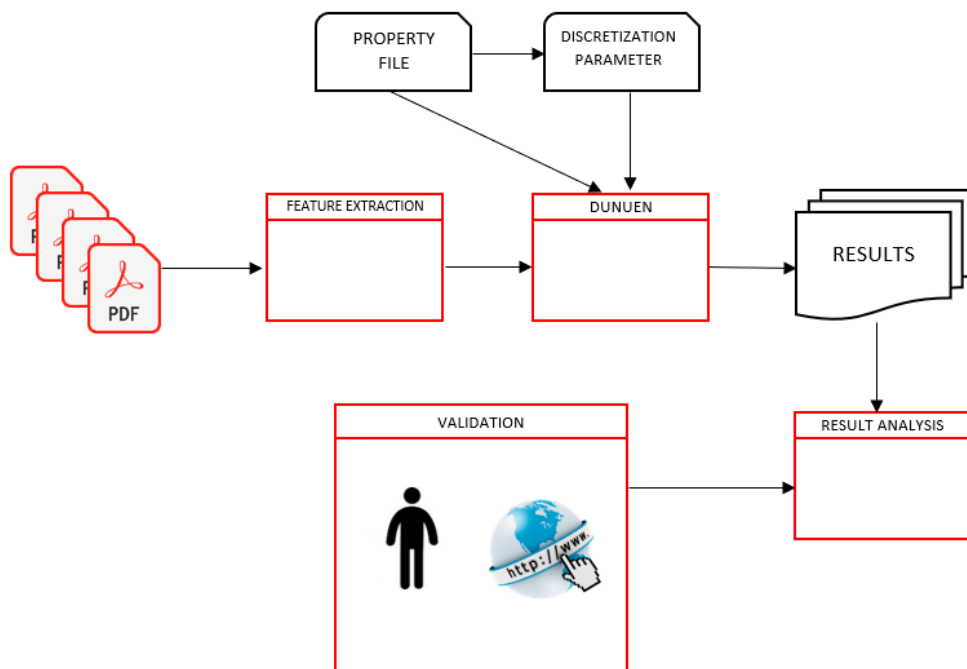 PROPERTY
FILE
DISCRETIZATION
PARAMETER
FEATURE EXTRACTION
DUNUEN
RESULTS
PDF
VALIDATION
RESULT ANALYSIS
http://www.